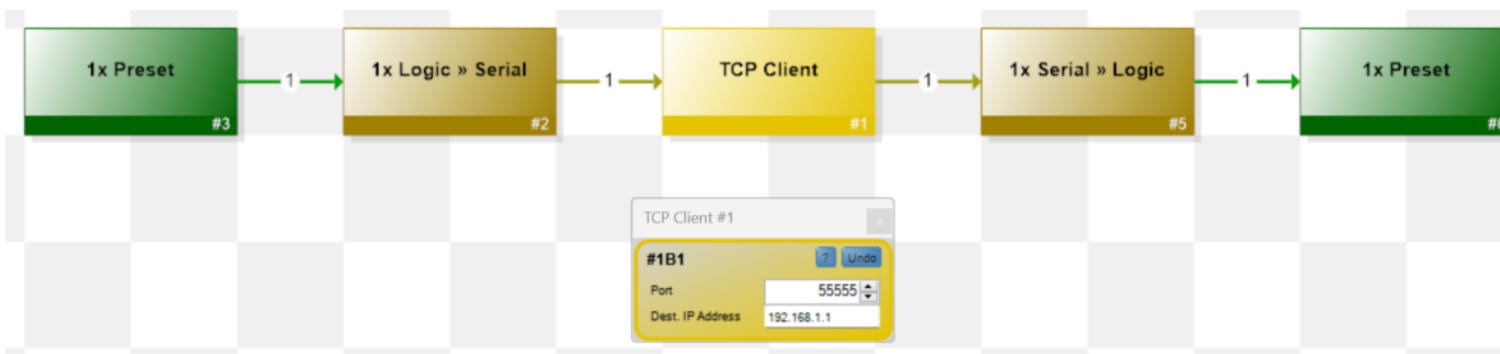 1x Preset
#3
1
1x Logic » Serial
#2
1
TCP Client
#1
1
1x Serial » Logic
#5
1
1x Preset
TCP Client #1
x
#1B1
? Undo
Port 55555
Dest. IP Address 192.168.1.1